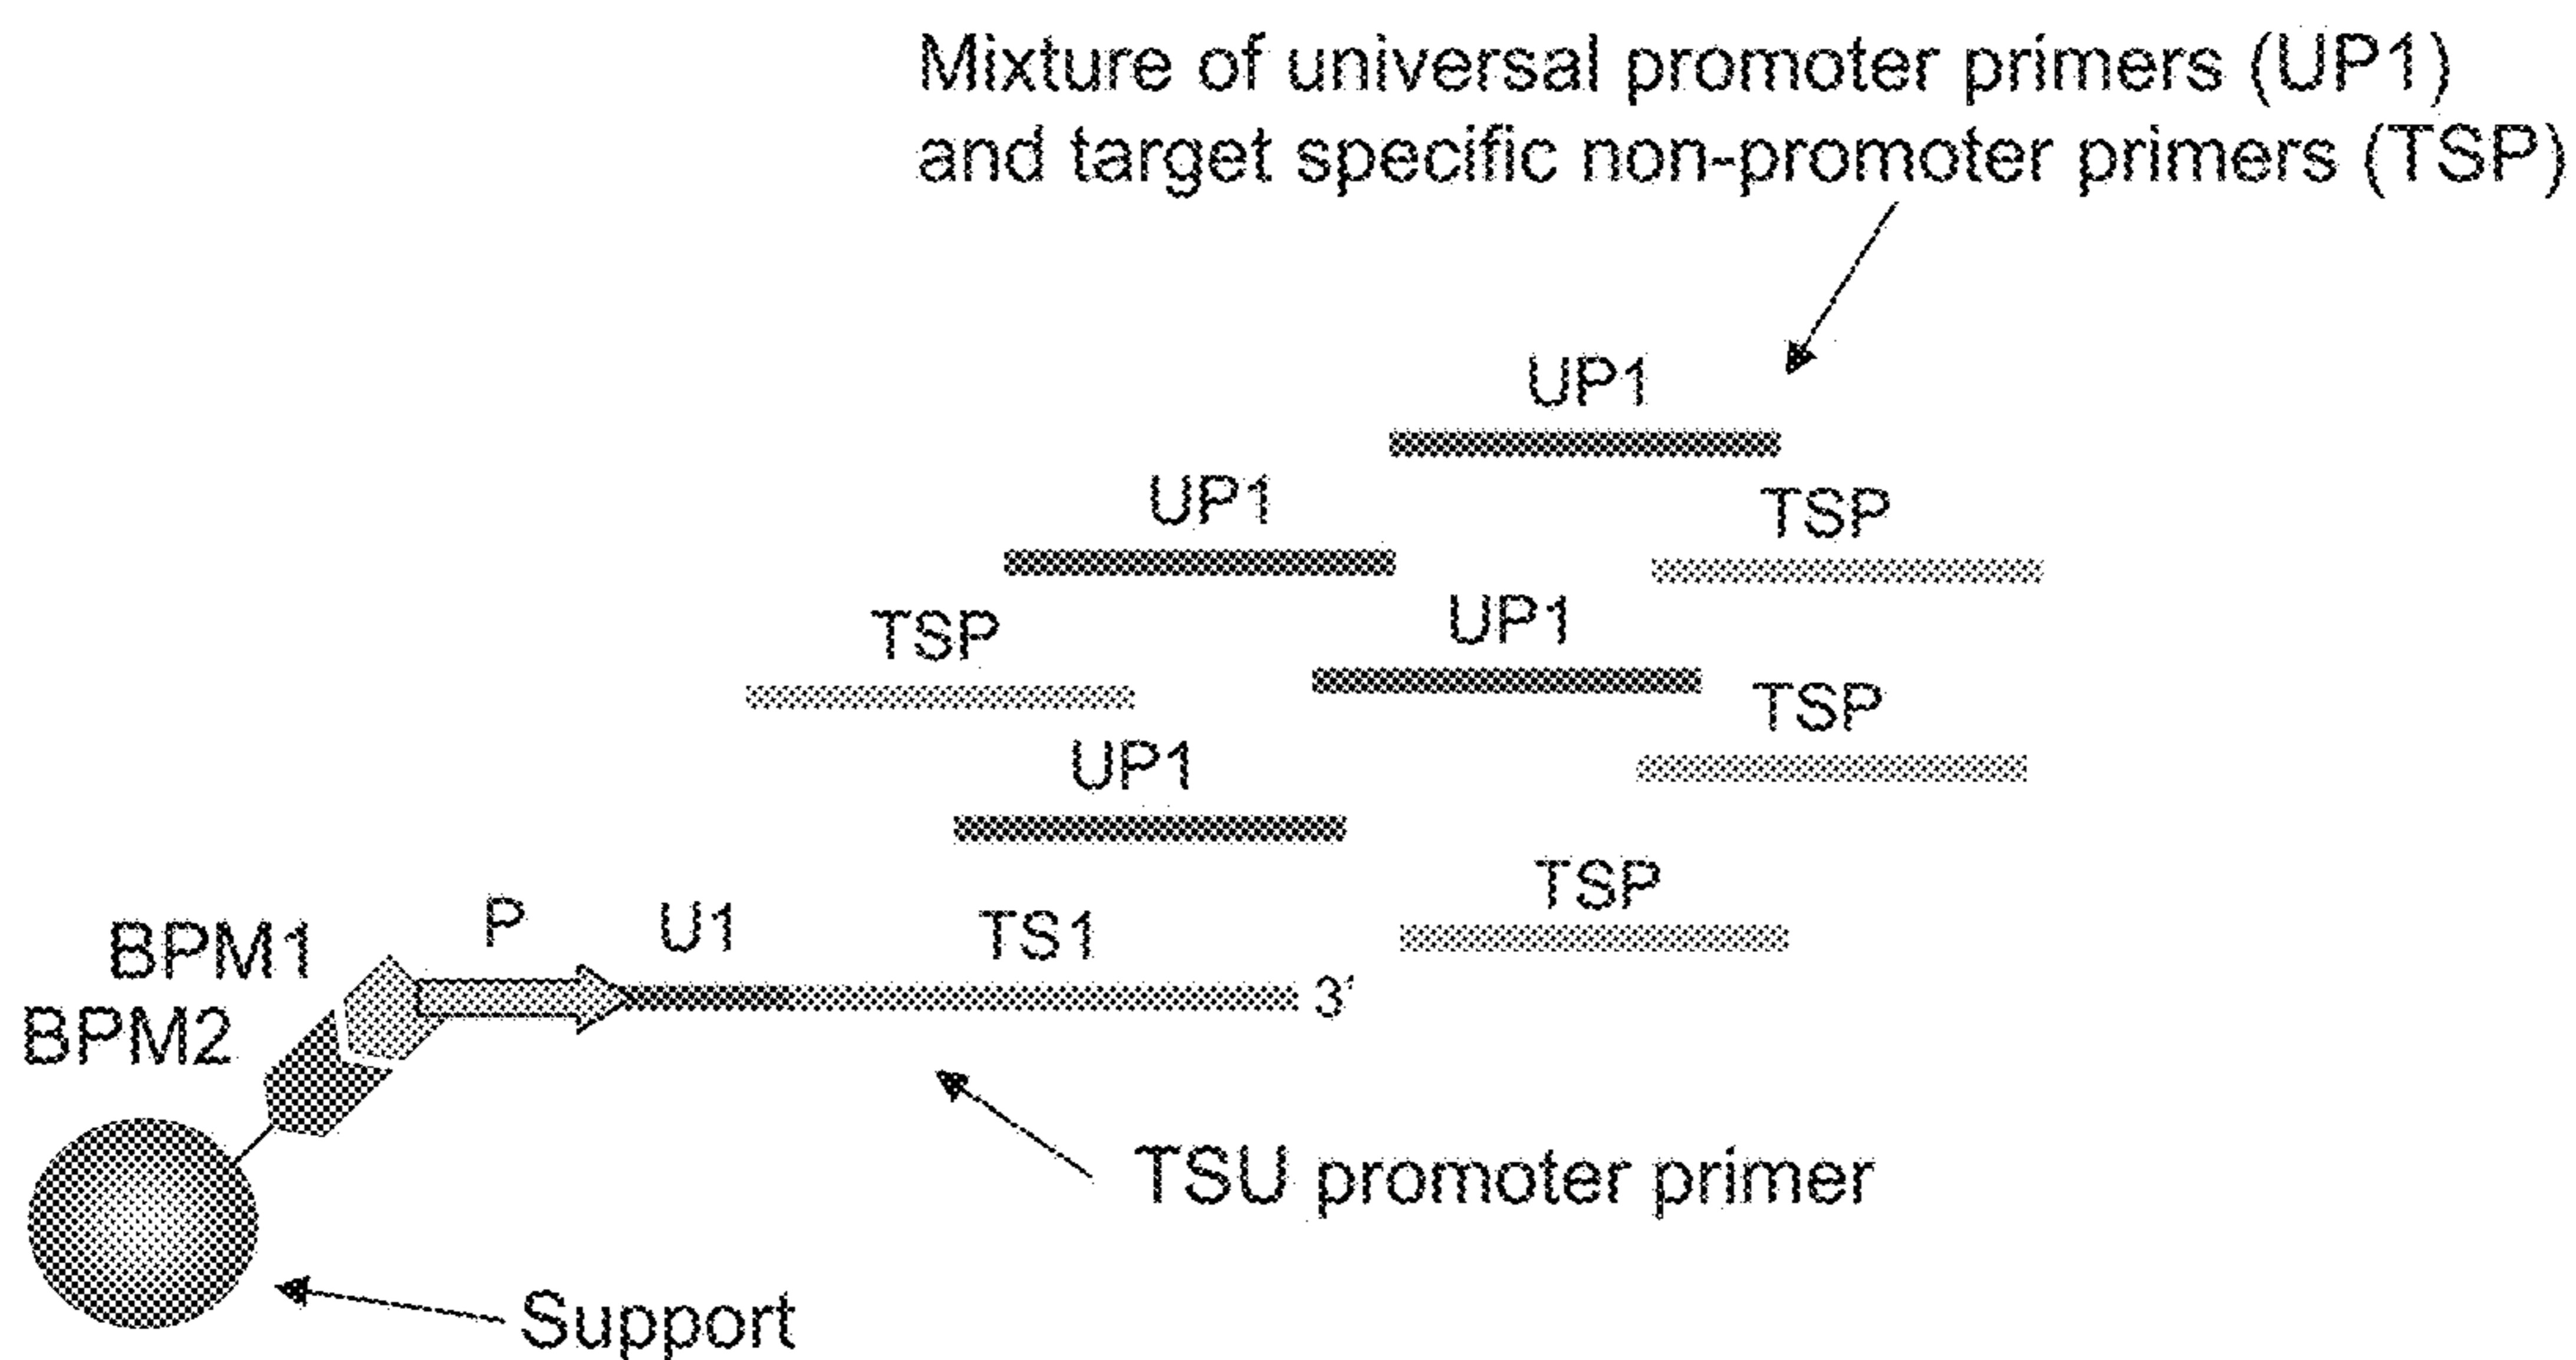 Mixture of universal promoter primers (UP1)
and target specific non-promoter primers (TSP)
UP1
UP1
TSP
TSP
UP1
UP1
TSP
TSP
BPM1
P
U1
TS1
3'
BPM2
TSU promoter primer
Support